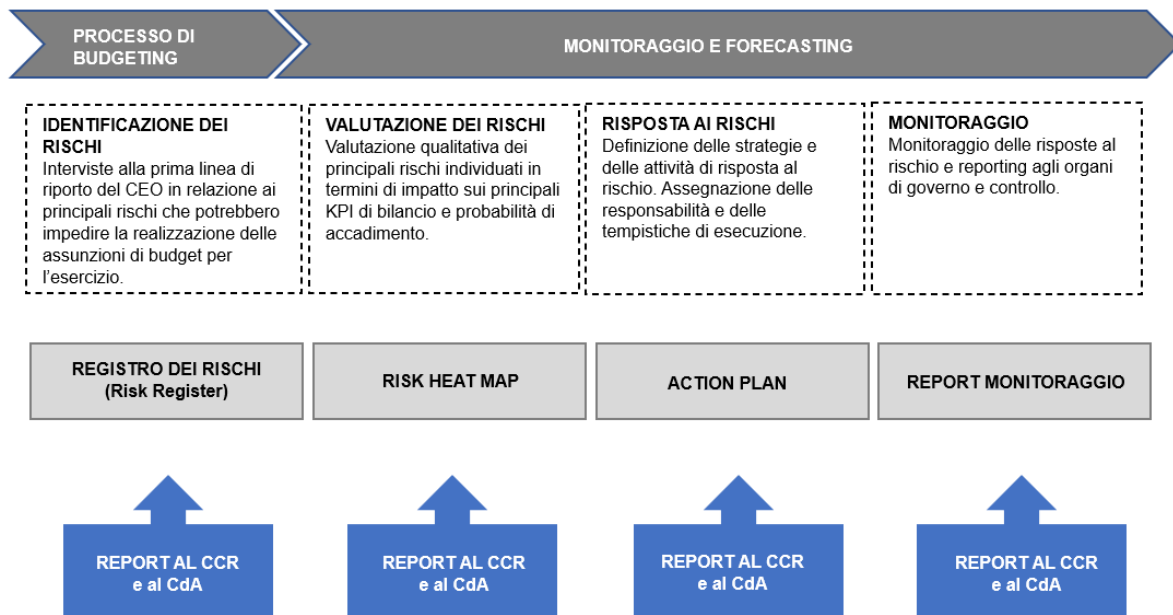 PROCESSO DI
BUDGETING
MONITORAGGIO E FORECASTING
IDENTIFICAZIONE DEI
RISCHI
Interviste alla prima linea di
riporto del CEO in relazione ai
principali rischi che potrebbero
impedire la realizzazione delle
assunzioni di budget per
l'esercizio.
VALUTAZIONE DEI RISCHI
Valutazione qualitativa dei
principali rischi individuati in
termini di impatto sui principali
KPI di bilancio e probabilità di
accadimento.
RISPOSTA AI RISCHI
Definizione delle strategie e
delle attività di risposta al
rischio. Assegnazione delle
responsabilità e delle
tempistiche di esecuzione.
MONITORAGGIO
Monitoraggio delle risposte al
rischio e reporting agli organi
di governo e controllo.
REGISTRO DEI RISCHI
(Risk Register)
RISK HEAT MAP
ACTION PLAN
REPORT MONITORAGGIO
REPORT AL CCR
e al CdA
REPORT AL CCR
e al CdA
REPORT AL CCR
e al CdA
REPORT AL CCR
e al CdA